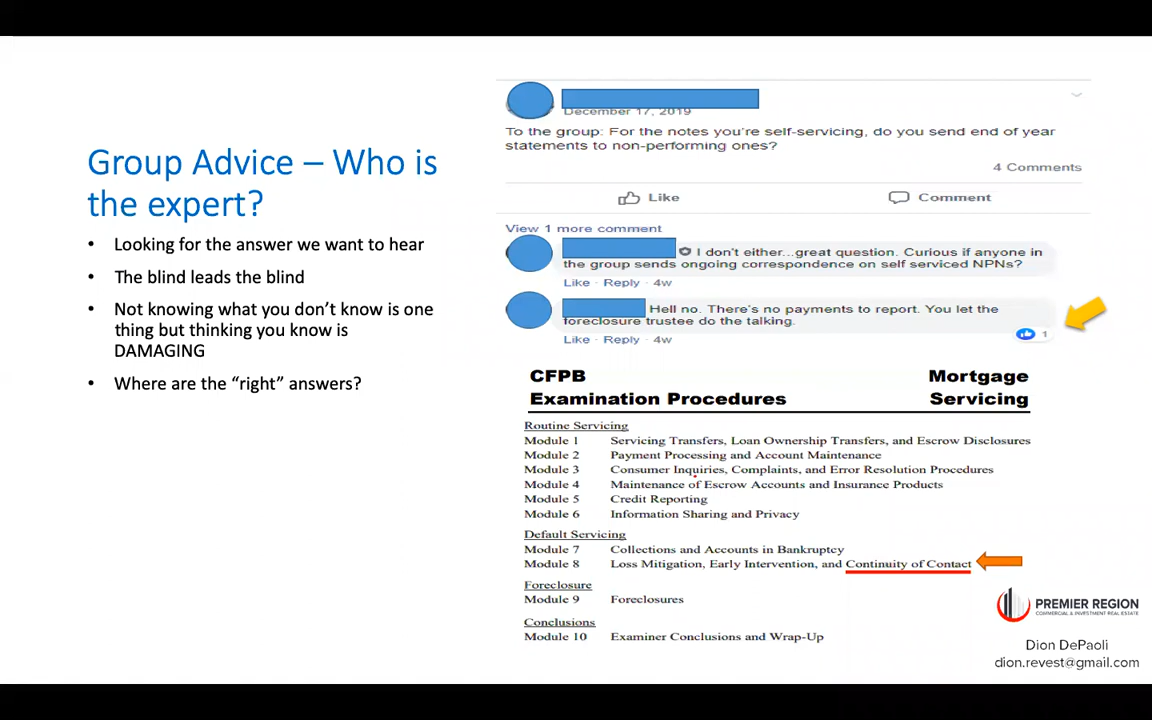 Group Advice – Who is
the expert?
• Looking for the answer we want to hear
• The blind leads the blind
• Not knowing what you don't know is one
thing but thinking you know is
DAMAGING
• Where are the "right" answers?
December 17, 2019
To the group: For the notes you're self-servicing, do you send end of year
statements to non-performing ones?
4 Comments
Like Comment
View 1 more comment
I don't either...great question. Curious if anyone in
the group sends ongoing correspondence on self serviced NPNs?
Like · Reply · 4w
Hell no. There's no payments to report. You let the
foreclosure trustee do the talking.
1
Like · Reply · 4w
CFPB Mortgage
Examination Procedures Servicing
Routine Servicing
Module 1 Servicing Transfers, Loan Ownership Transfers, and Escrow Disclosures
Module 2 Payment Processing and Account Maintenance
Module 3 Consumer Inquiries, Complaints, and Error Resolution Procedures
Module 4 Maintenance of Escrow Accounts and Insurance Products
Module 5 Credit Reporting
Module 6 Information Sharing and Privacy
Default Servicing
Module 7 Collections and Accounts in Bankruptcy
Module 8 Loss Mitigation, Early Intervention, and Continuity of Contact
Foreclosure
Module 9 Foreclosures
Conclusions
Module 10 Examiner Conclusions and Wrap-Up
PREMIER REGION
COMMERCIAL & INVESTMENT REAL ESTATE
Dion DePaoli
dion.revest@gmail.com